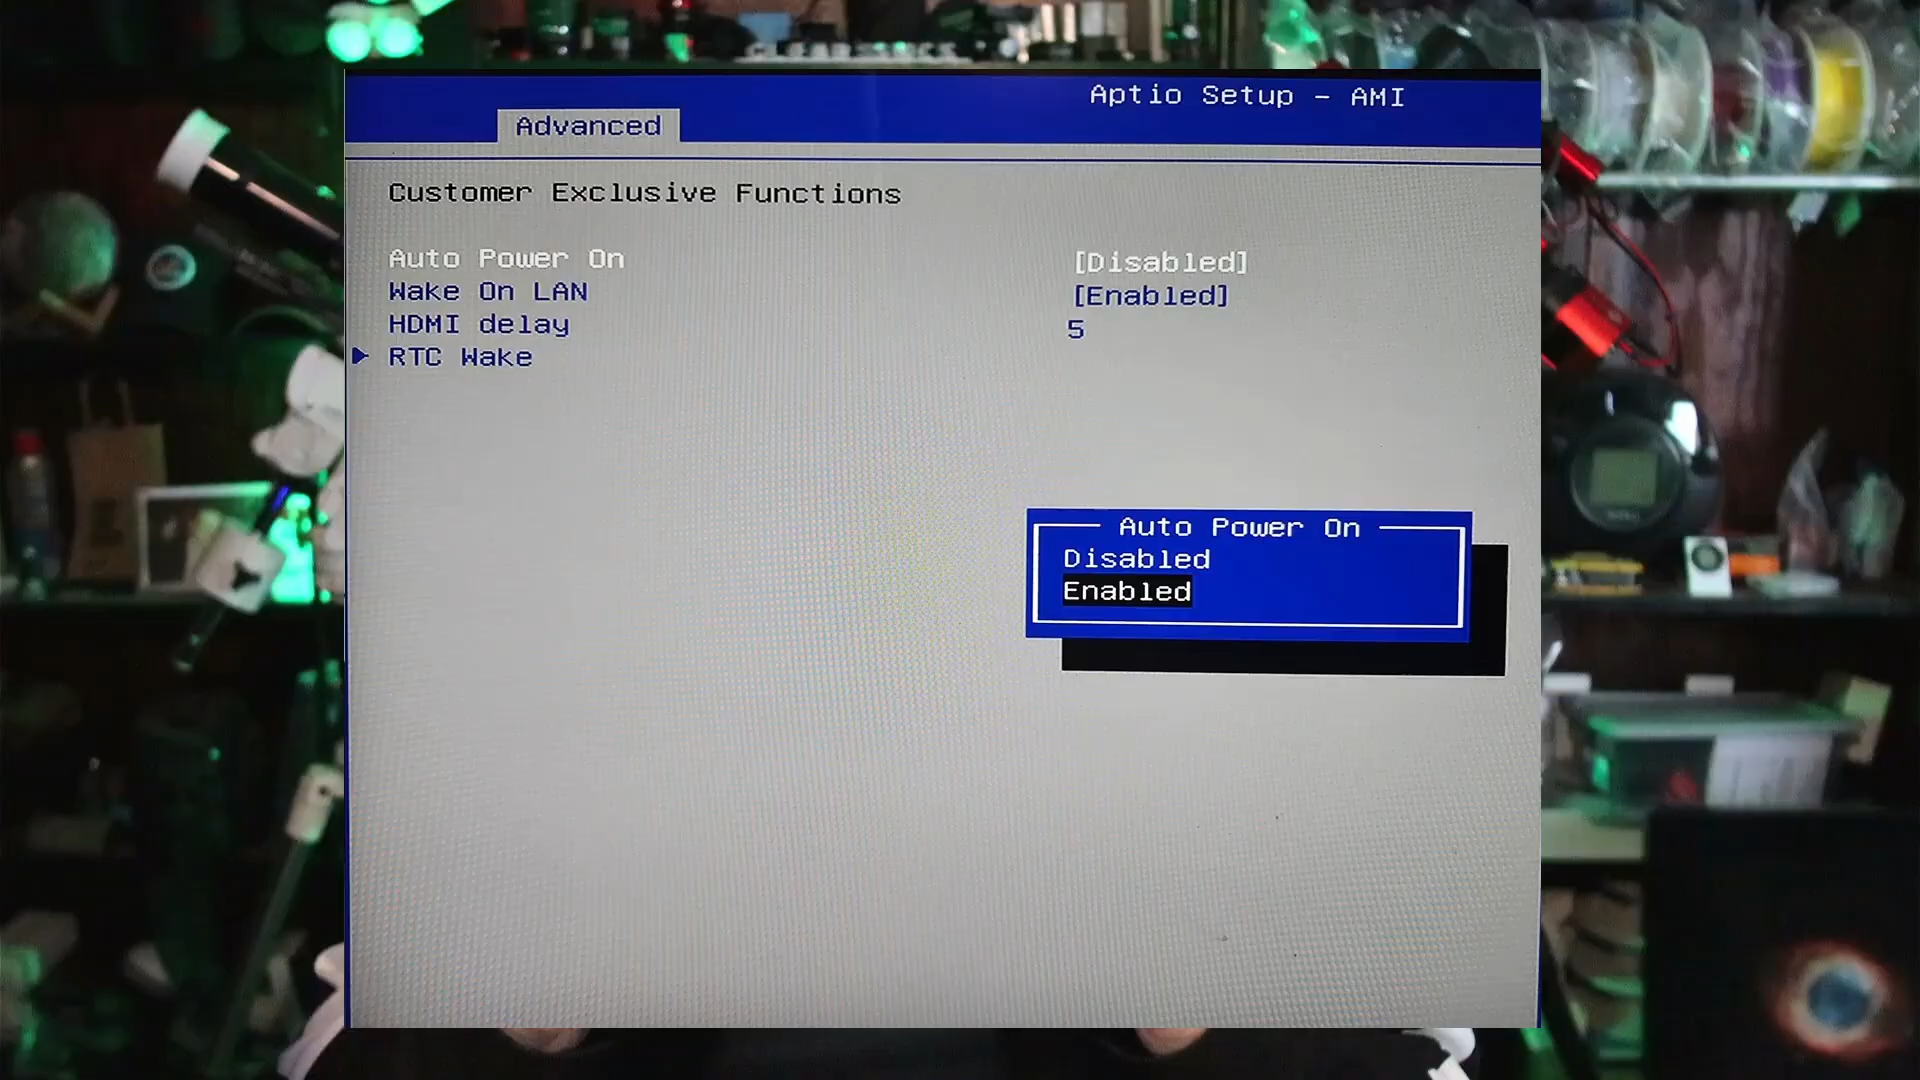 Aptio Setup – AMI
Advanced
Customer Exclusive Functions
Auto Power On [Disabled]
Wake On LAN [Enabled]
HDMI delay 5
RTC Wake
Auto Power On
Disabled
Enabled